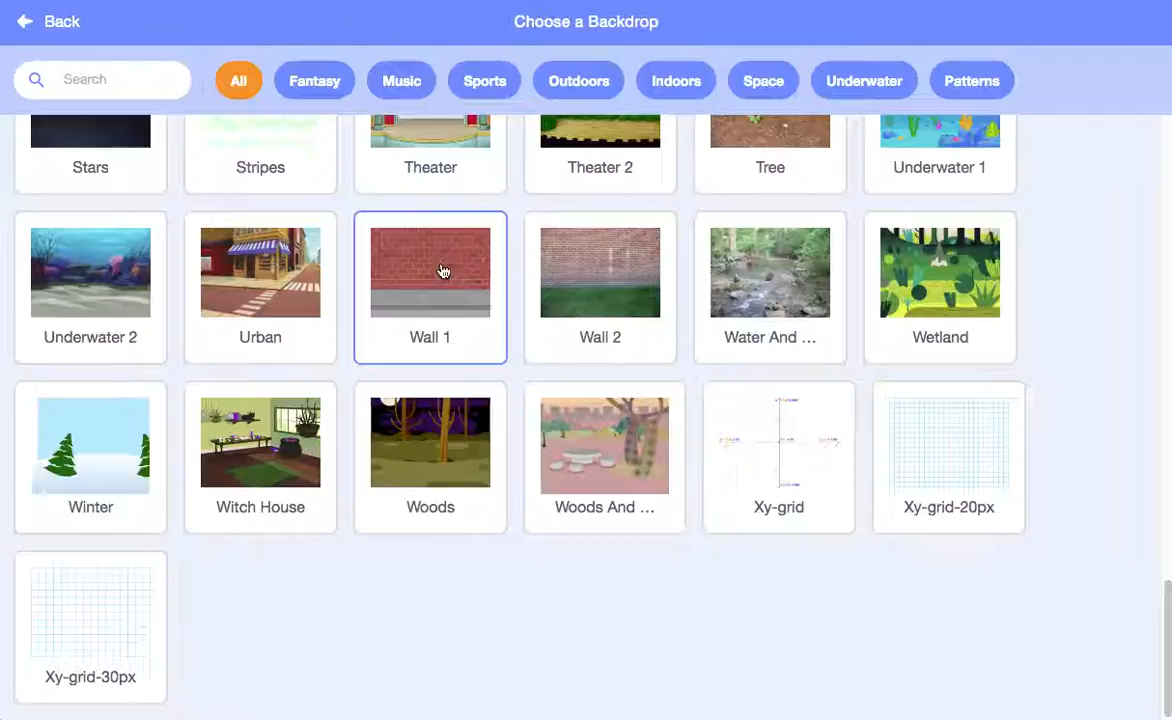 Back
Choose a Backdrop
Search
All
Fantasy
Music
Sports
Outdoors
Indoors
Space
Underwater
Patterns
Stars
Stripes
Theater
Theater 2
Tree
Underwater 1
Underwater 2
Urban
Wall 1
Wall 2
Water And ...
Wetland
Winter
Witch House
Woods
Woods And ...
Xy-grid
Xy-grid-20px
Xy-grid-30px